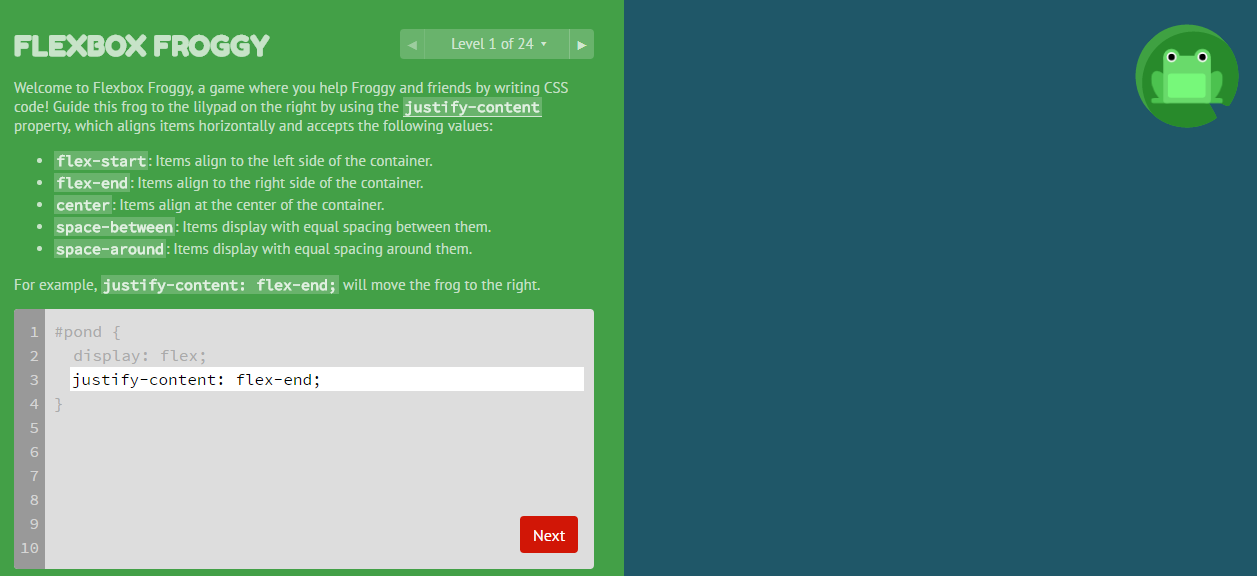 FLEXBOX FROGGY
◀ Level 1 of 24 ▾ ▶
Welcome to Flexbox Froggy, a game where you help Froggy and friends by writing CSS
code! Guide this frog to the lilypad on the right by using the justify-content
property, which aligns items horizontally and accepts the following values:
• flex-start: Items align to the left side of the container.
• flex-end: Items align to the right side of the container.
• center: Items align at the center of the container.
• space-between: Items display with equal spacing between them.
• space-around: Items display with equal spacing around them.
For example, justify-content: flex-end; will move the frog to the right.
1 #pond {
2 display: flex;
3 justify-content: flex-end;
4 }
5
6
7
8
9
10
Next